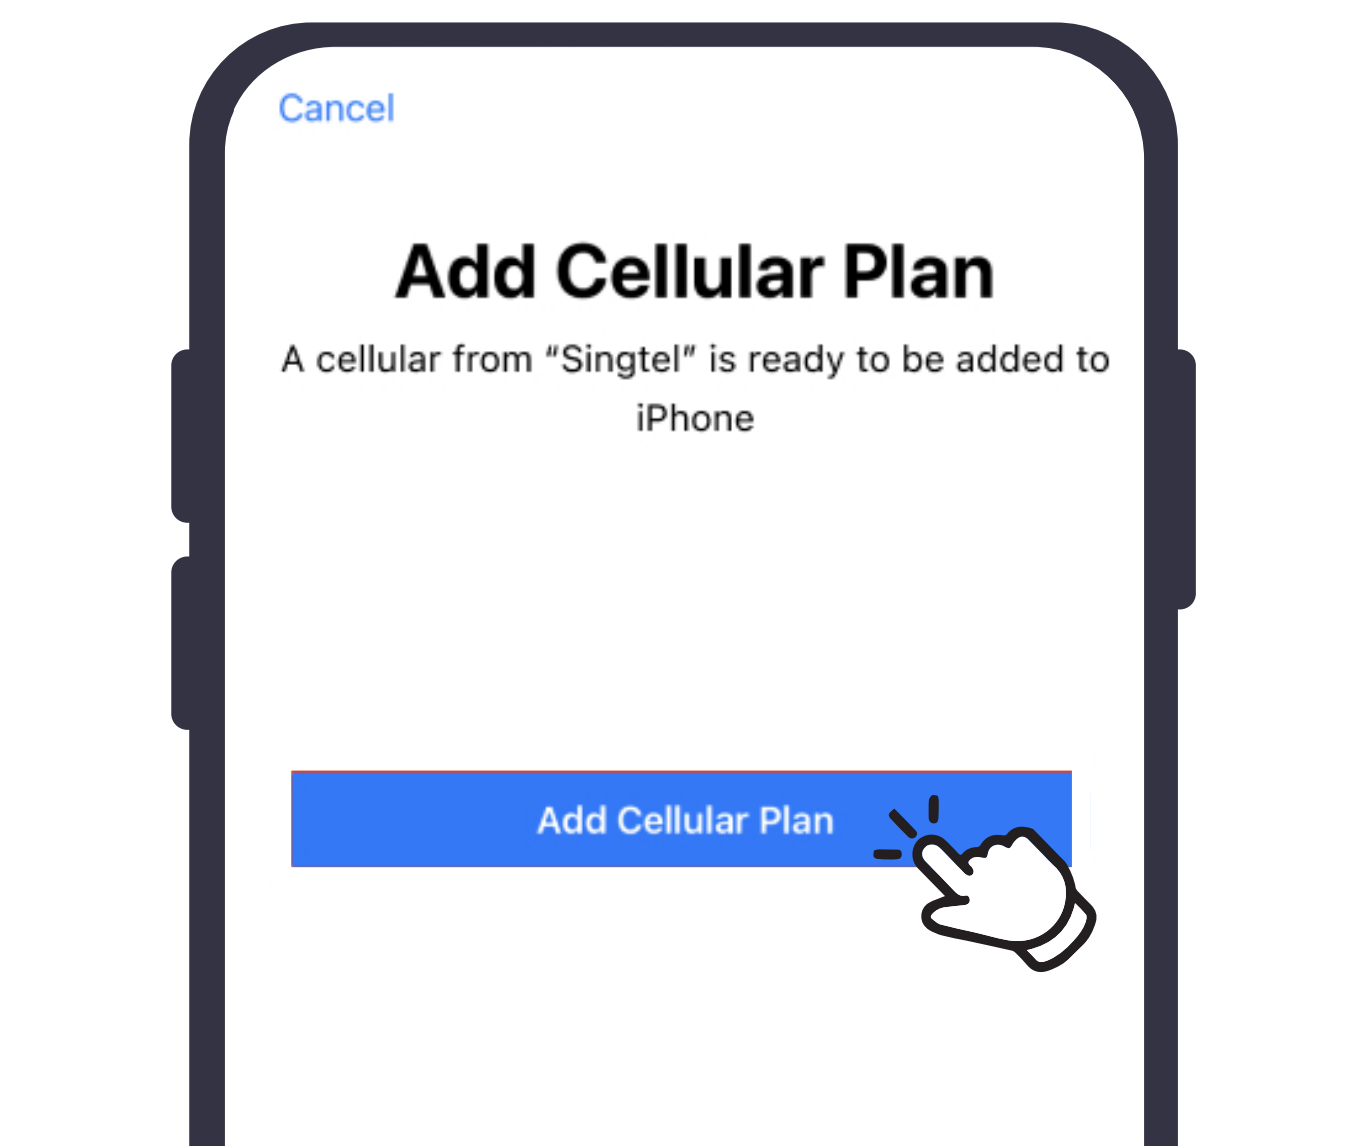 Cancel
Add Cellular Plan
A cellular from “Singtel” is ready to be added to
iPhone
Add Cellular Plan